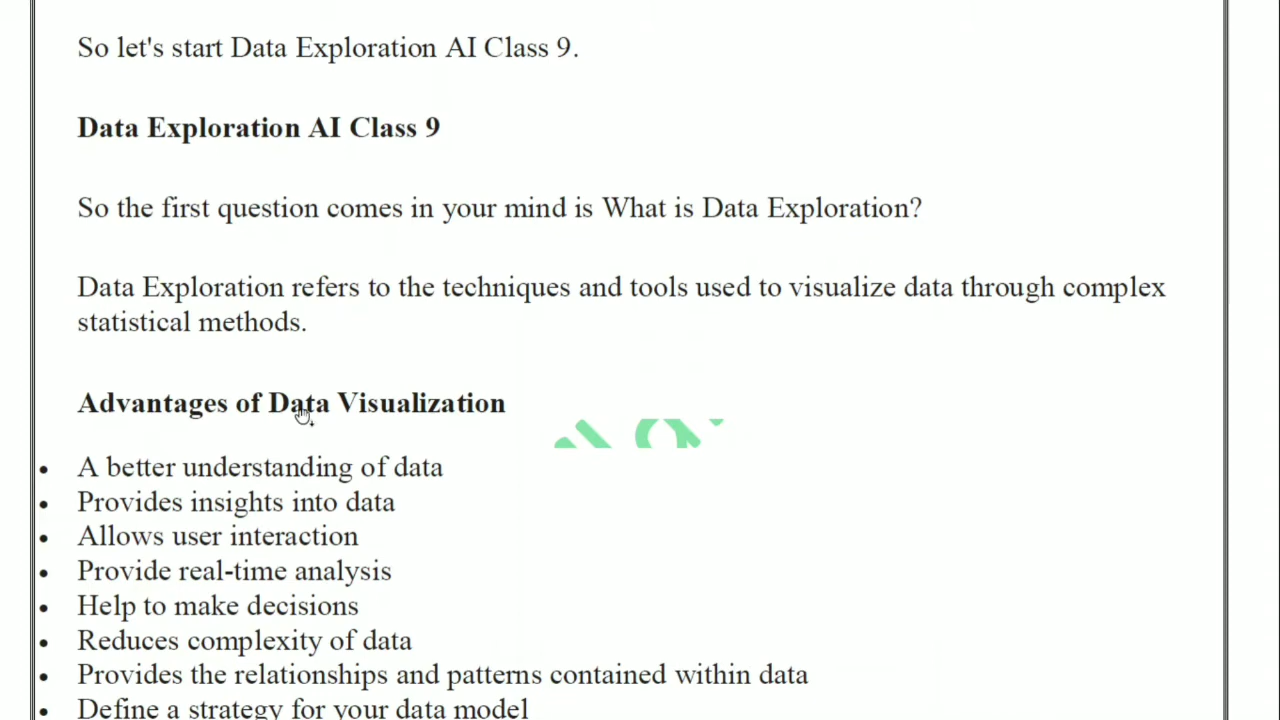 So let's start Data Exploration AI Class 9.
Data Exploration AI Class 9
So the first question comes in your mind is What is Data Exploration?
Data Exploration refers to the techniques and tools used to visualize data through complex
statistical methods.
Advantages of Data Visualization
• A better understanding of data
• Provides insights into data
• Allows user interaction
• Provide real-time analysis
• Help to make decisions
• Reduces complexity of data
• Provides the relationships and patterns contained within data
• Define a strategy for your data model